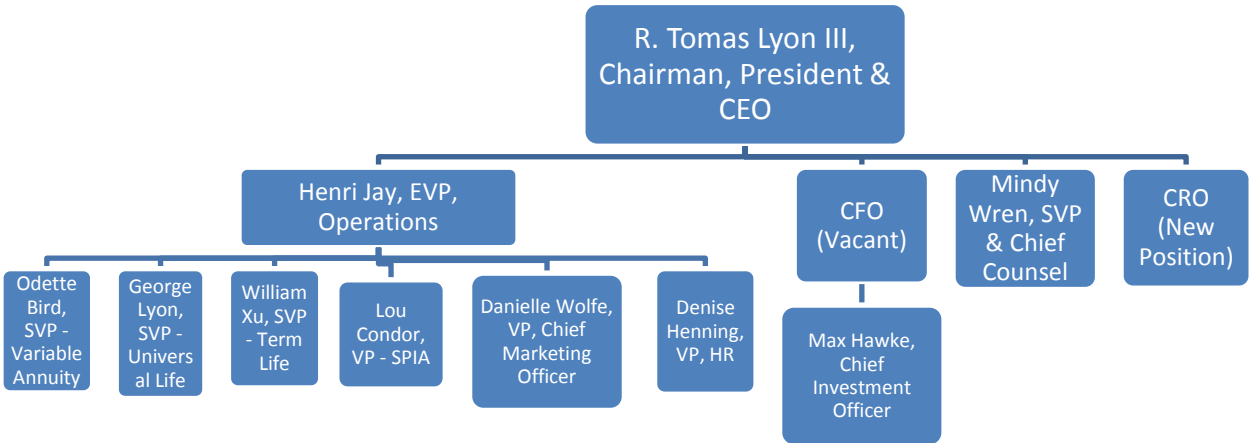 R. Tomas Lyon III,
Chairman, President &
CEO
Henri Jay, EVP,
Operations
CFO
(Vacant)
Mindy
Wren, SVP
& Chief
Counsel
CRO
(New
Position)
Odette
Bird,
SVP -
Variable
Annuity
George
Lyon,
SVP -
Univers
al Life
William
Xu, SVP
- Term
Life
Lou
Condor,
VP - SPIA
Danielle Wolfe,
VP, Chief
Marketing
Officer
Denise
Henning,
VP, HR
Max Hawke,
Chief
Investment
Officer